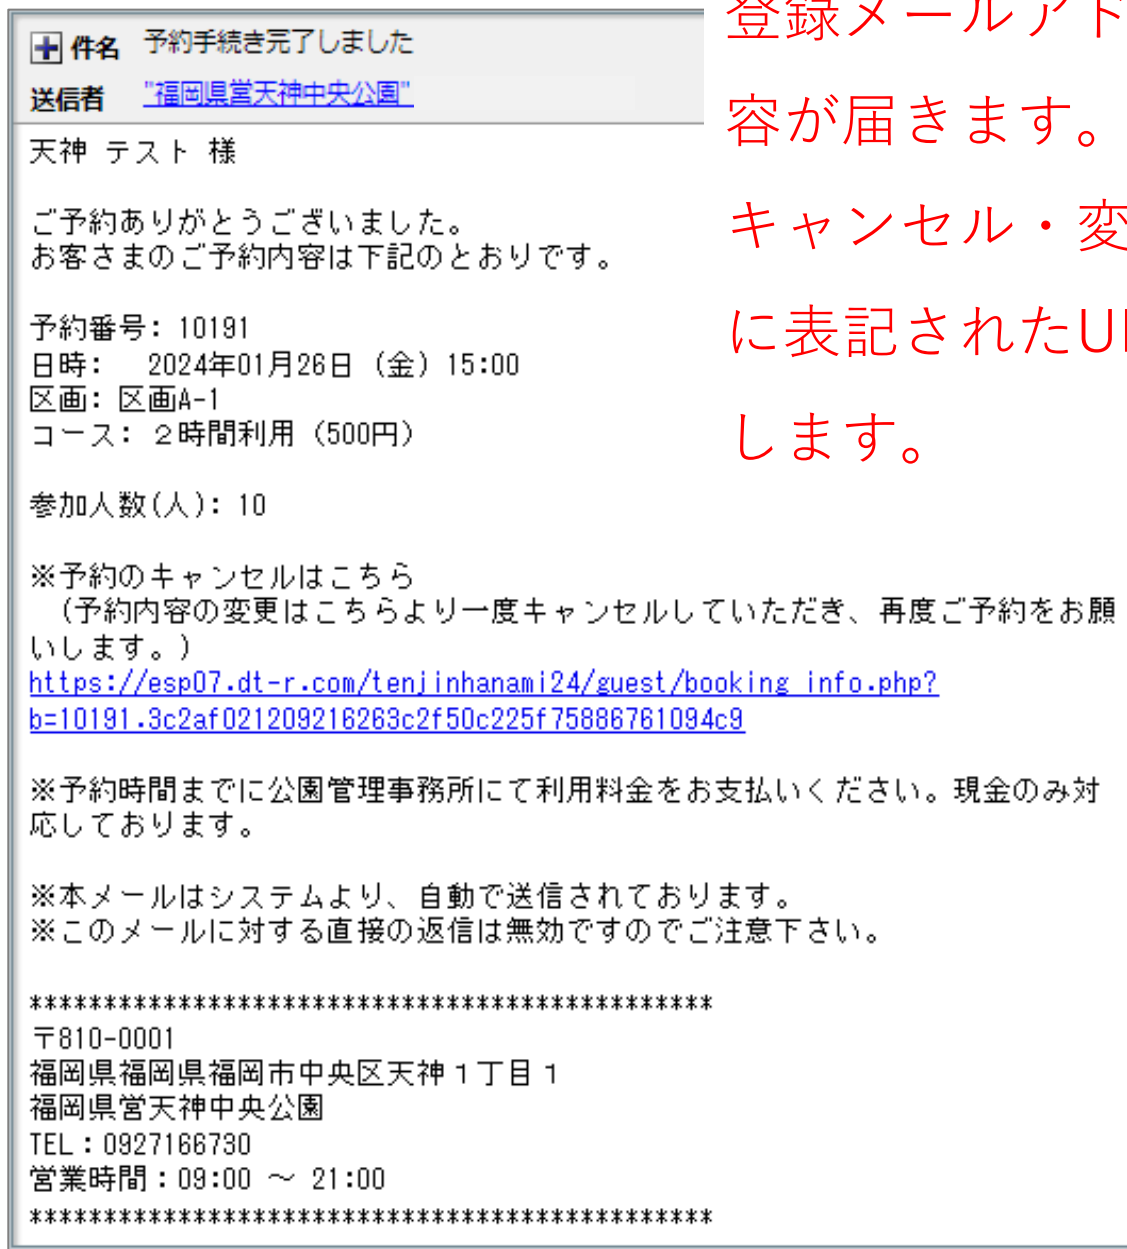 件名 予約手続き完了しました
送信者 "福岡県営天神中央公園"
登録メールアド
容が届きます。
キャンセル・変
に表記されたU
します。
天神 テスト 様
ご予約ありがとうございました。
お客さまのご予約内容は下記のとおりです。
予約番号: 10191
日時: 2024年01月26日 (金) 15:00
区画: 区画A-1
コース: 2時間利用 (500円)
参加人数(人): 10
※予約のキャンセルはこちら
(予約内容の変更はこちらより一度キャンセルしていただき、再度ご予約をお願
いします。)
https://esp07.dt-r.com/tenjinhanami24/guest/booking_info.php?
b=10191.3c2af021209216263c2f50c225f75886761094c9
※予約時間までに公園管理事務所にて利用料金をお支払いください。現金のみ対
応しております。
※本メールはシステムより、自動で送信されております。
※このメールに対する直接の返信は無効ですのでご注意下さい。
**********************************************
〒810-0001
福岡県福岡県福岡市中央区天神1丁目1
福岡県営天神中央公園
TEL:0927166730
営業時間:09:00 ～ 21:00
**********************************************